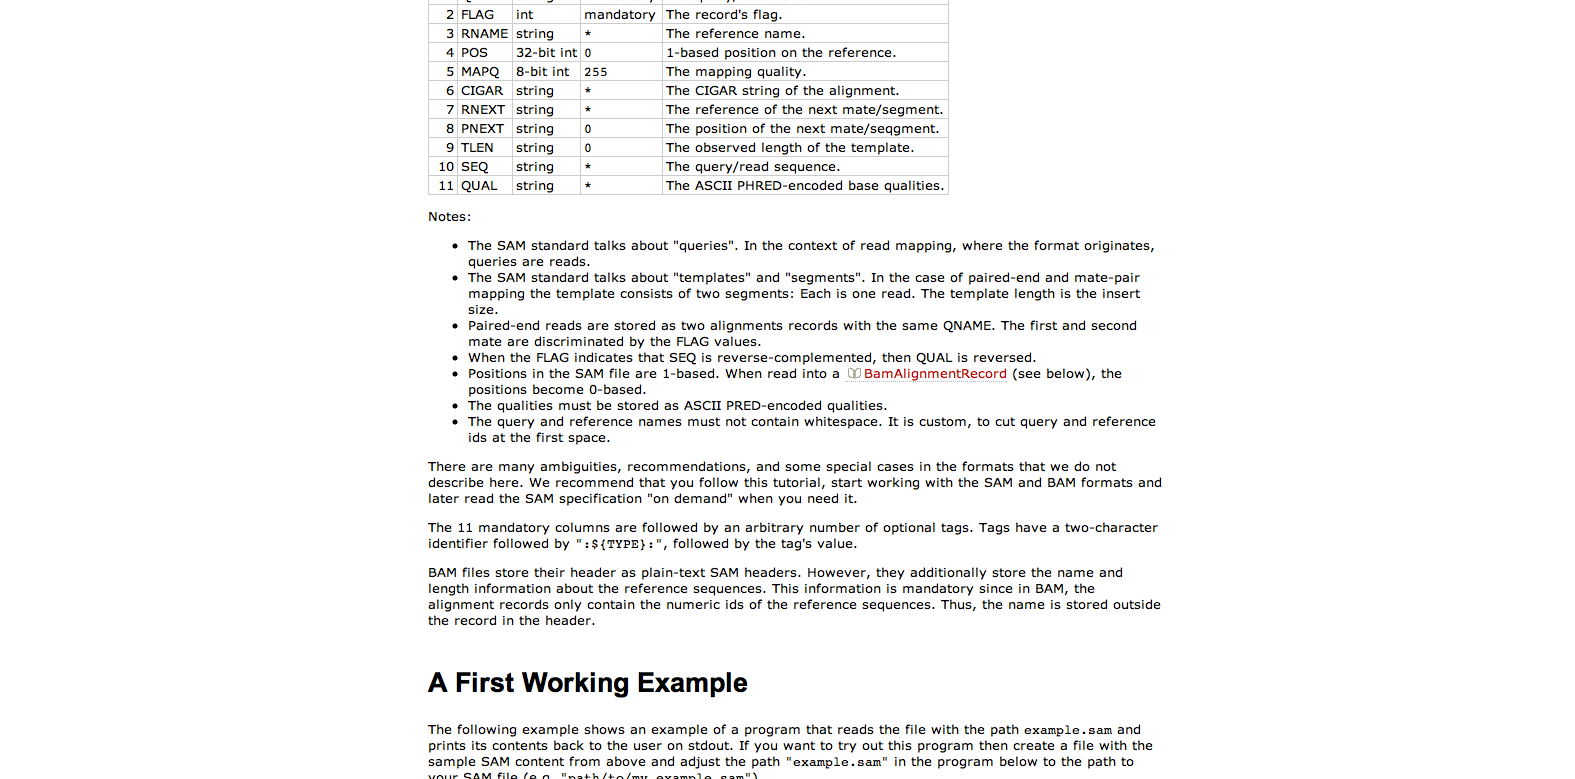 2 FLAG int mandatory The record's flag.
3 RNAME string * The reference name.
4 POS 32-bit int 0 1-based position on the reference.
5 MAPQ 8-bit int 255 The mapping quality.
6 CIGAR string * The CIGAR string of the alignment.
7 RNEXT string * The reference of the next mate/segment.
8 PNEXT string 0 The position of the next mate/seqgment.
9 TLEN string 0 The observed length of the template.
10 SEQ string * The query/read sequence.
11 QUAL string * The ASCII PHRED-encoded base qualities.
Notes:
• The SAM standard talks about "queries". In the context of read mapping, where the format originates,
queries are reads.
• The SAM standard talks about "templates" and "segments". In the case of paired-end and mate-pair
mapping the template consists of two segments: Each is one read. The template length is the insert
size.
• Paired-end reads are stored as two alignments records with the same QNAME. The first and second
mate are discriminated by the FLAG values.
• When the FLAG indicates that SEQ is reverse-complemented, then QUAL is reversed.
• Positions in the SAM file are 1-based. When read into a BamAlignmentRecord (see below), the
positions become 0-based.
• The qualities must be stored as ASCII PRED-encoded qualities.
• The query and reference names must not contain whitespace. It is custom, to cut query and reference
ids at the first space.
There are many ambiguities, recommendations, and some special cases in the formats that we do not
describe here. We recommend that you follow this tutorial, start working with the SAM and BAM formats and
later read the SAM specification "on demand" when you need it.
The 11 mandatory columns are followed by an arbitrary number of optional tags. Tags have a two-character
identifier followed by ":${TYPE}:", followed by the tag's value.
BAM files store their header as plain-text SAM headers. However, they additionally store the name and
length information about the reference sequences. This information is mandatory since in BAM, the
alignment records only contain the numeric ids of the reference sequences. Thus, the name is stored outside
the record in the header.
A First Working Example
The following example shows an example of a program that reads the file with the path example.sam and
prints its contents back to the user on stdout. If you want to try out this program then create a file with the
sample SAM content from above and adjust the path "example.sam" in the program below to the path to
your SAM file (e.g. "path/to/my_example.sam").